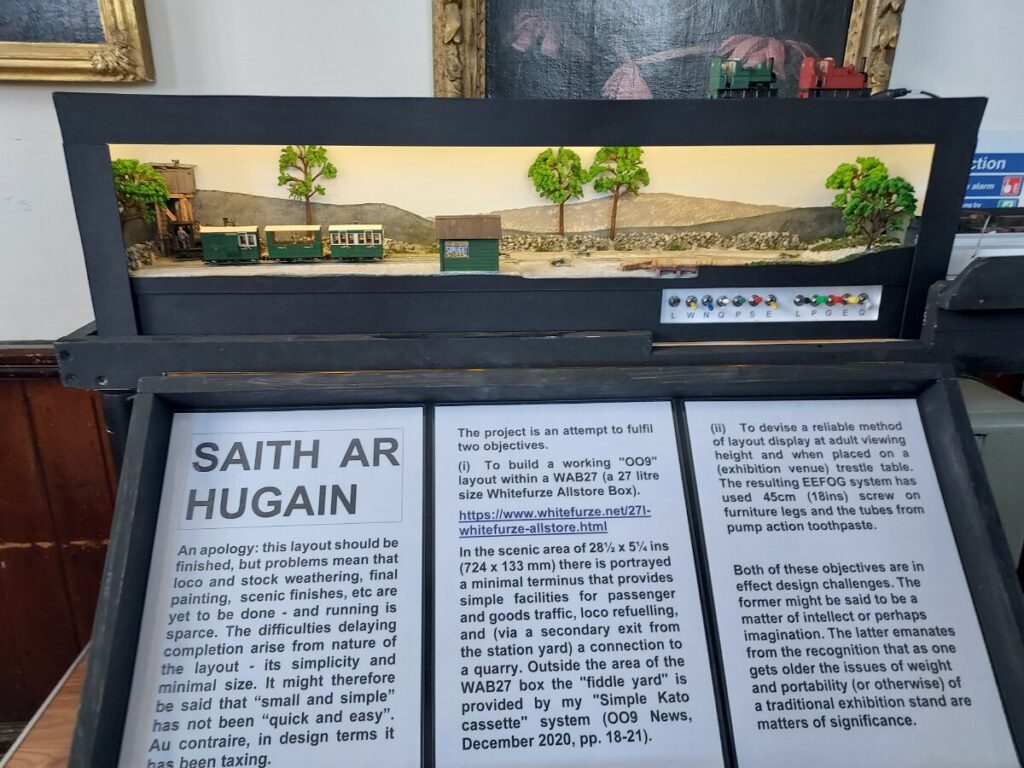 ction
e alarm
L W N Q P S E L P G E Q
SAITH AR
HUGAIN
An apology: this layout should be
finished, but problems mean that
loco and stock weathering, final
painting, scenic finishes, etc are
yet to be done - and running is
sparce. The difficulties delaying
completion arise from nature of
the layout - its simplicity and
minimal size. It might therefore
be said that “small and simple”
has not been “quick and easy”.
Au contraire, in design terms it
has been taxing.
The project is an attempt to fulfil
two objectives.
(i) To build a working "OO9"
layout within a WAB27 (a 27 litre
size Whitefurze Allstore Box).
https://www.whitefurze.net/27l-
whitefurze-allstore.html
In the scenic area of 28½ x 5¼ ins
(724 x 133 mm) there is portrayed
a minimal terminus that provides
simple facilities for passenger
and goods traffic, loco refuelling,
and (via a secondary exit from
the station yard) a connection to
a quarry. Outside the area of the
WAB27 box the "fiddle yard" is
provided by my "Simple Kato
cassette" system (OO9 News,
December 2020, pp. 18-21).
(ii) To devise a reliable method
of layout display at adult viewing
height and when placed on a
(exhibition venue) trestle table.
The resulting EEFOG system has
used 45cm (18ins) screw on
furniture legs and the tubes from
pump action toothpaste.
Both of these objectives are in
effect design challenges. The
former might be said to be a
matter of intellect or perhaps
imagination. The latter emanates
from the recognition that as one
gets older the issues of weight
and portability (or otherwise) of
a traditional exhibition stand are
matters of significance.